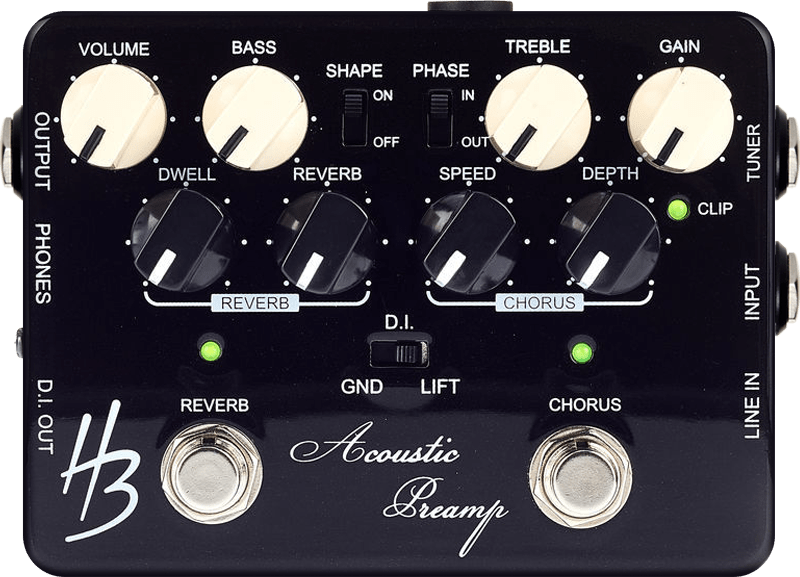 VOLUME
BASS
SHAPE
ON
OFF
PHASE
IN
OUT
TREBLE
GAIN
OUTPUT
TUNER
DWELL
REVERB
SPEED
DEPTH
CLIP
PHONES
INPUT
REVERB
CHORUS
D.I.
GND LIFT
D.I. OUT
LINE IN
REVERB
CHORUS
HB
Acoustic
Preamp